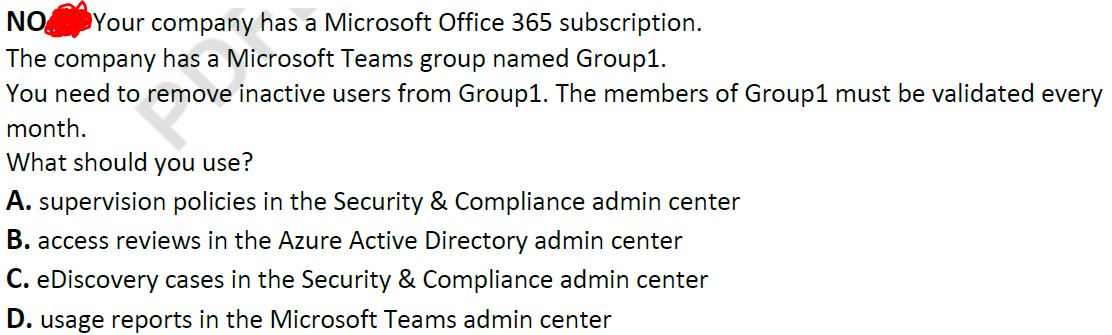 NO Your company has a Microsoft Office 365 subscription.
The company has a Microsoft Teams group named Group1.
You need to remove inactive users from Group1. The members of Group1 must be validated every
month.
What should you use?
A. supervision policies in the Security & Compliance admin center
B. access reviews in the Azure Active Directory admin center
C. eDiscovery cases in the Security & Compliance admin center
D. usage reports in the Microsoft Teams admin center
PDF